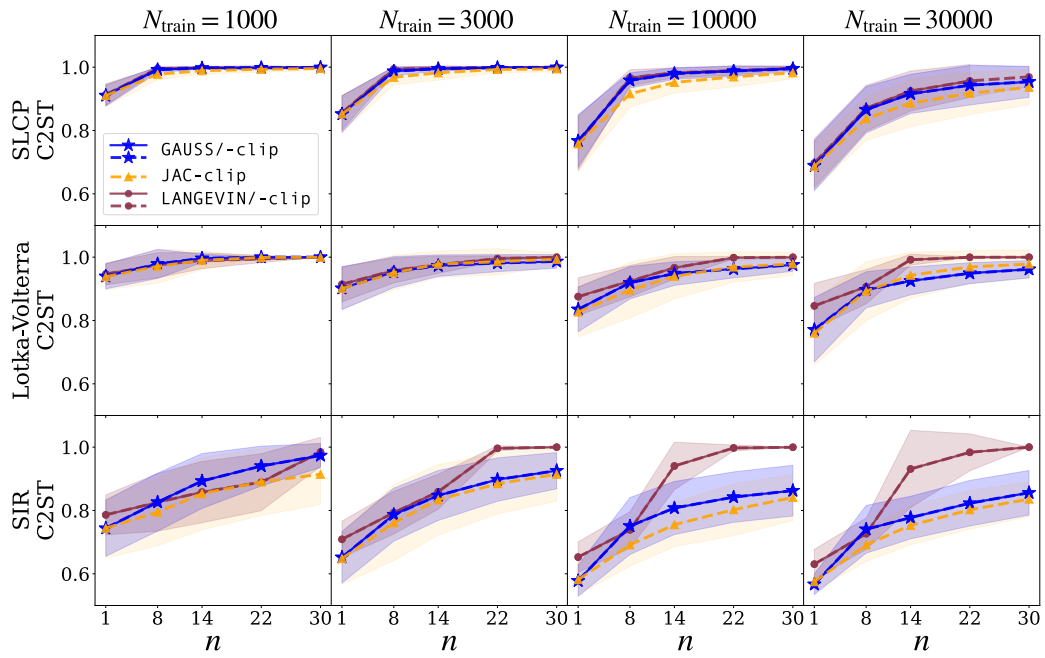 N_train = 1000
N_train = 3000
N_train = 10000
N_train = 30000
SLCP
C2ST
1.0
0.8
0.6
GAUSS/-clip
JAC-clip
LANGEVIN/-clip
Lotka-Volterra
C2ST
1.0
0.8
0.6
SIR
C2ST
1.0
0.8
0.6
1 8 14 22 30
1 8 14 22 30
1 8 14 22 30
1 8 14 22 30
n
n
n
n